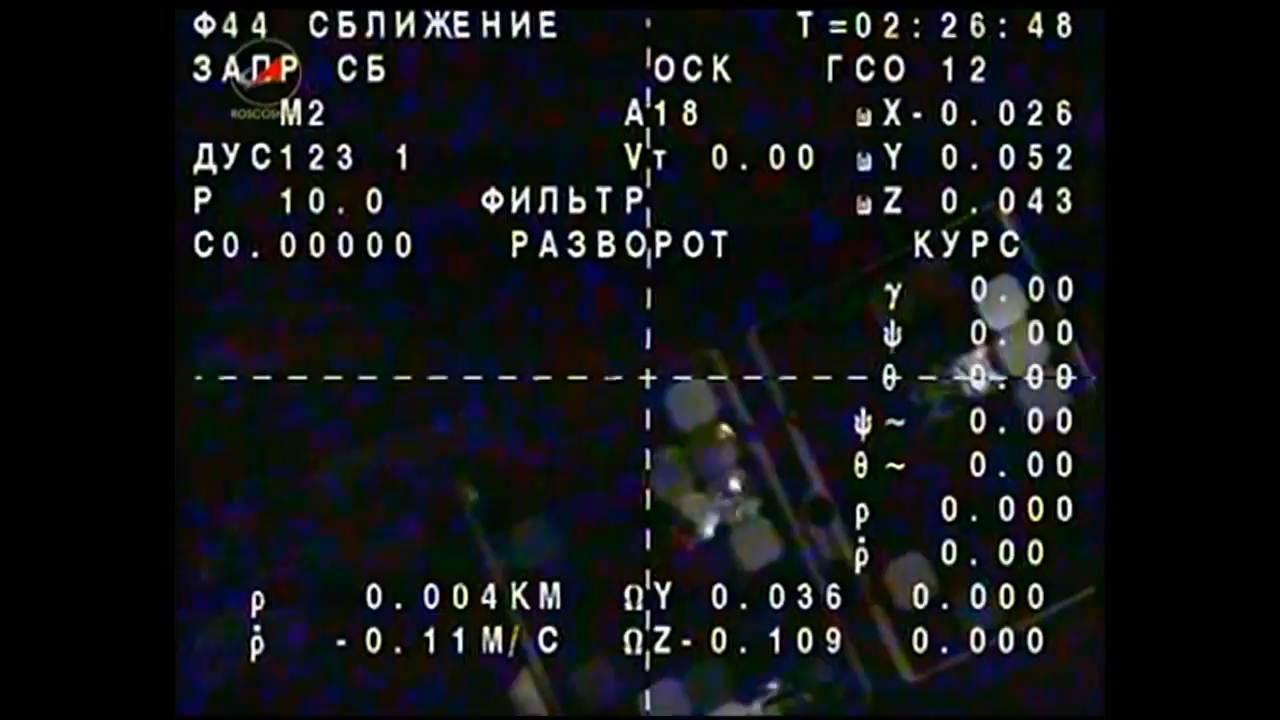 Ф44 СБЛИЖЕНИЕ T=02:26:48
ЗАПР СБ ОСК ГСО 12
М2 А18 X-0.026
ДУС123 1 VТ 0.00 Y 0.052
Р 10.0 ФИЛЬТР Z 0.043
С0.00000 РАЗВОРОТ КУРС
γ 0.00
ψ 0.00
θ 0.00
ψ~ 0.00
θ~ 0.00
ρ 0.000
ρ̇ 0.00
ρ 0.004КМ ΩY 0.036 0.000
ρ̇ -0.11М/С ΩZ-0.109 0.000